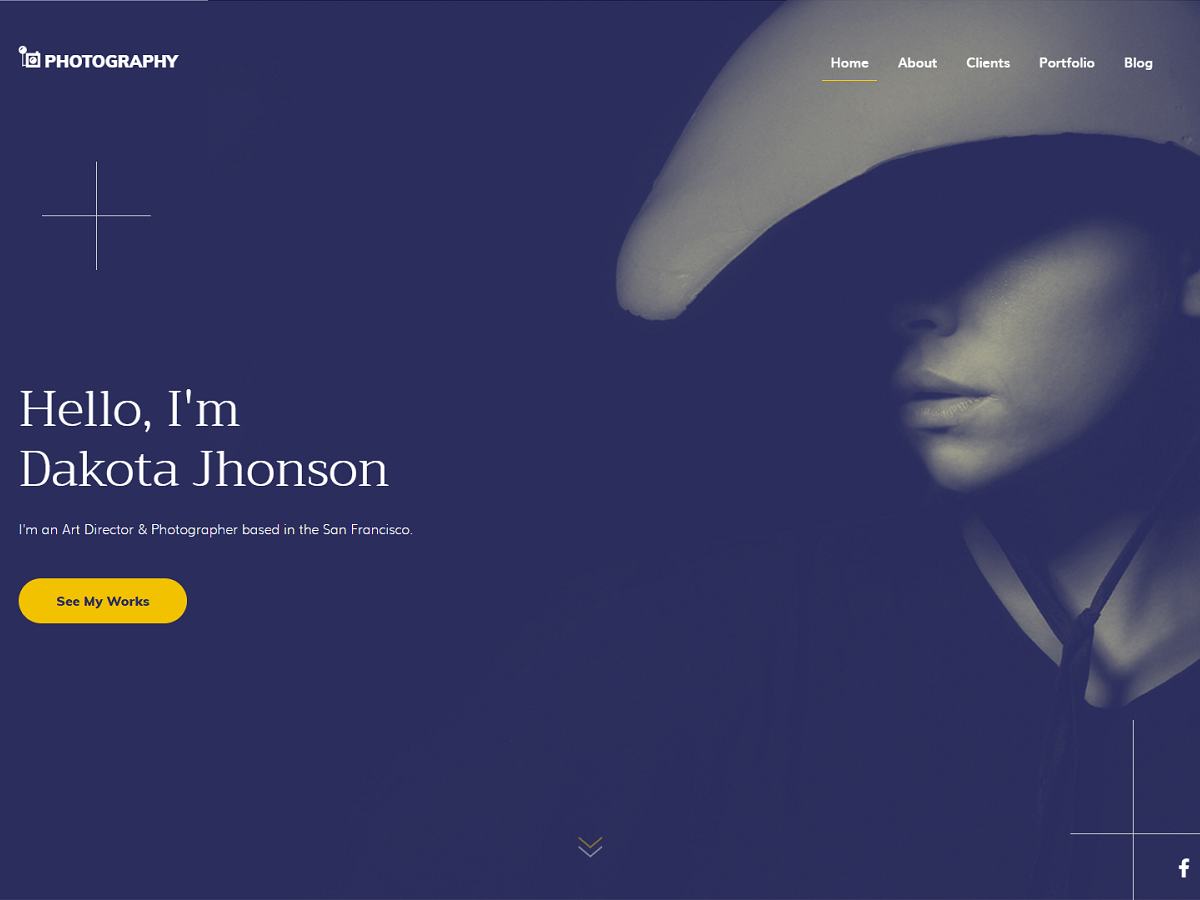 PHOTOGRAPHY
Home About Clients Portfolio Blog
Hello, I'm
Dakota Jhonson
I'm an Art Director & Photographer based in the San Francisco.
See My Works